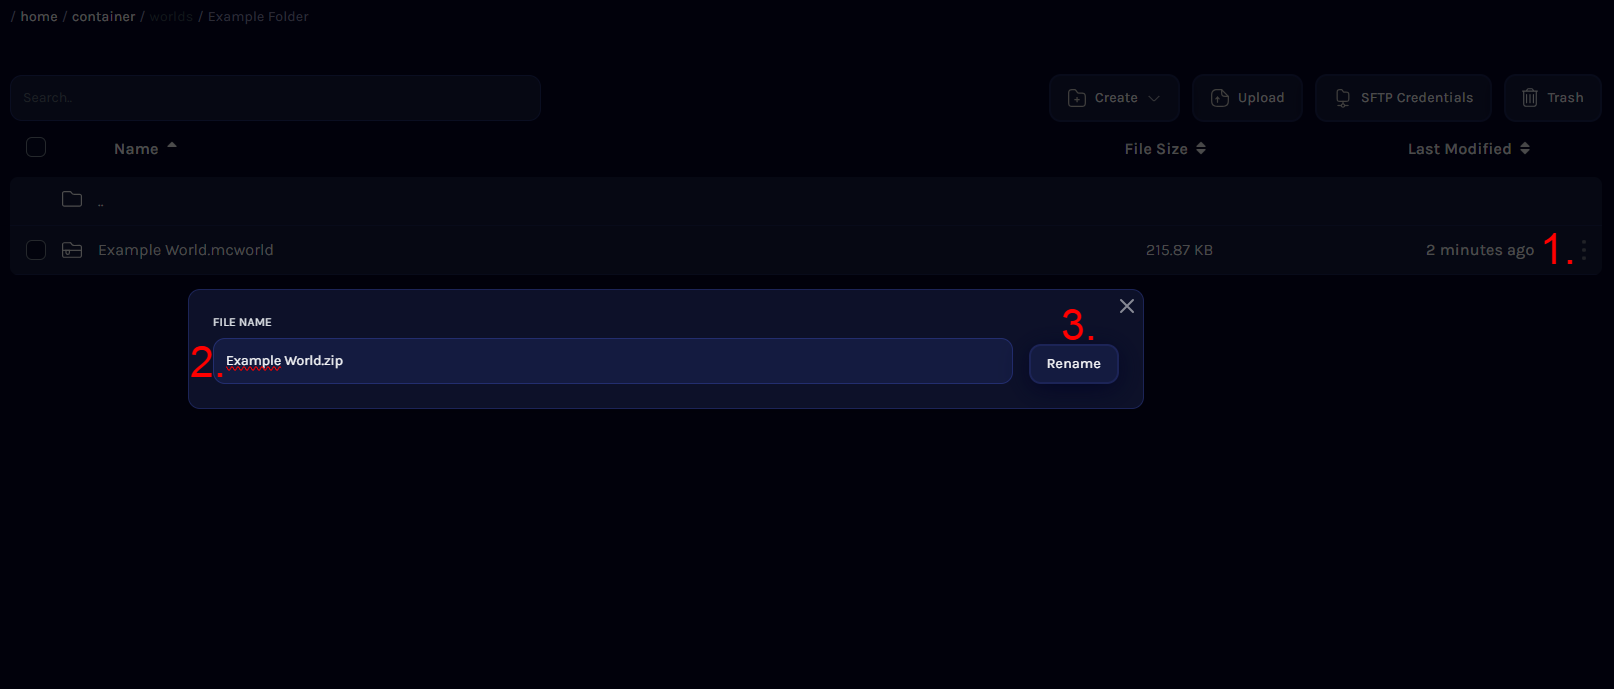 / home / container / worlds / Example Folder
Search..
Create
Upload
SFTP Credentials
Trash
Name
File Size
Last Modified
..
Example World.mcworld
215.87 KB
2 minutes ago
1.
FILE NAME
3.
2.
Example World.zip
Rename